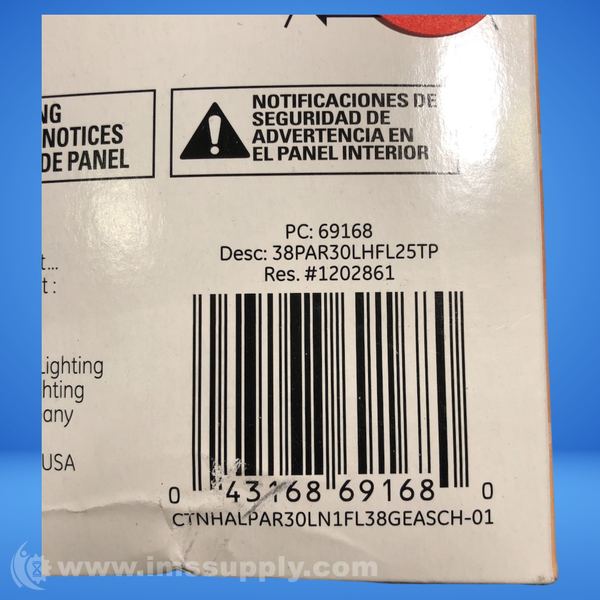 NG
NOTICES
DE PANEL
NOTIFICACIONES DE
SEGURIDAD DE
ADVERTENCIA EN
EL PANEL INTERIOR
PC: 69168
Desc: 38PAR30LHFL25TP
Res. #1202861
t...
t :
Lighting
hting
any
USA
0 43168 69168 0
CTNHALPAR30LN1FL38GEASCH-01
www.imssupply.com